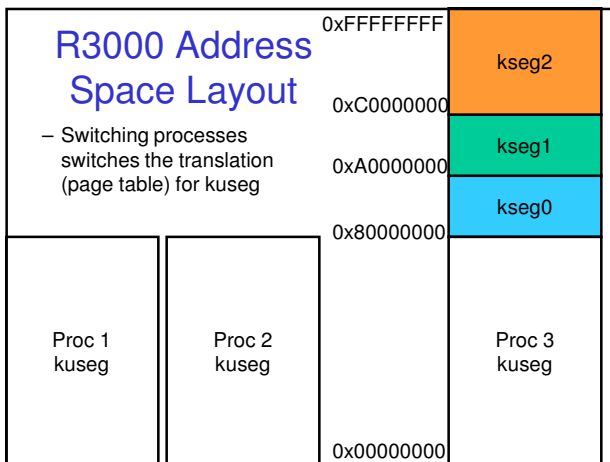 R3000 Address
Space Layout
– Switching processes
switches the translation
(page table) for kuseg
0xFFFFFFFF
kseg2
0xC0000000
kseg1
0xA0000000
kseg0
0x80000000
Proc 1
kuseg
Proc 2
kuseg
Proc 3
kuseg
0x00000000